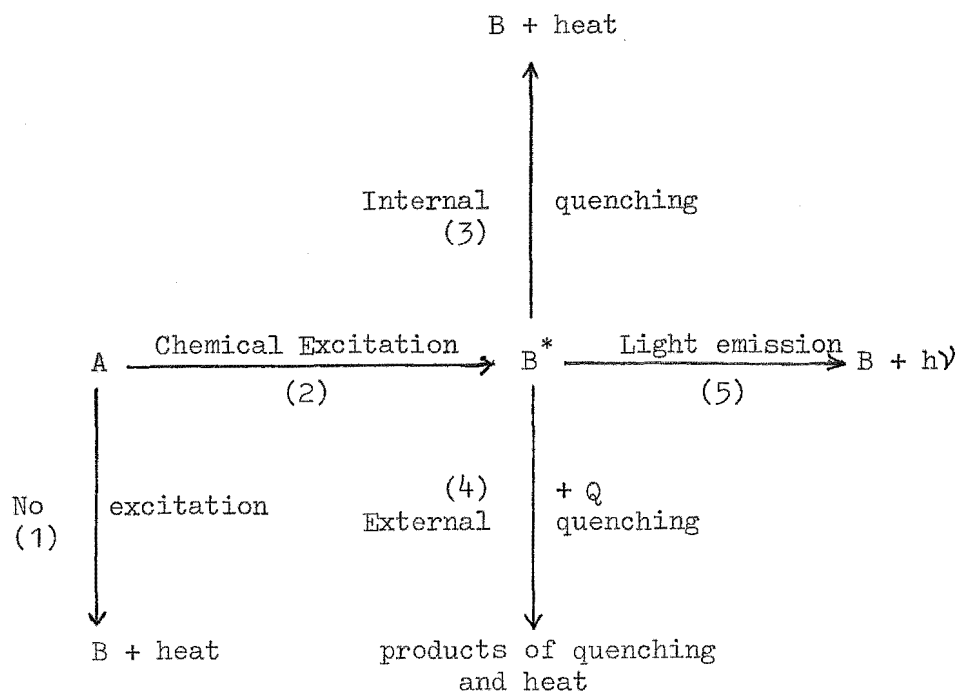 B + heat
Internal quenching
(3)
Chemical Excitation
Light emission
A
B*
B + hν
(2)
(5)
(4) + Q
No excitation
External quenching
(1)
B + heat
products of quenching
and heat